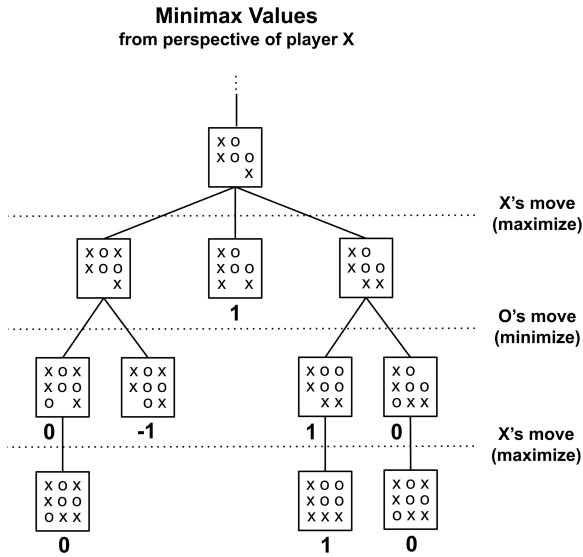 Minimax Values
from perspective of player X
X O
X O O
X
X's move
(maximize)
X O X
X O O
X
X O
X O O
X X
X O
X O O
X X
1
O's move
(minimize)
X O X
X O O
O X
X O X
X O O
O X
X O O
X O O
X X
X O
X O O
O X X
0
-1
1
0
X's move
(maximize)
X O X
X O O
O X X
X O O
X O O
X X X
X O X
X O O
O X X
0
1
0